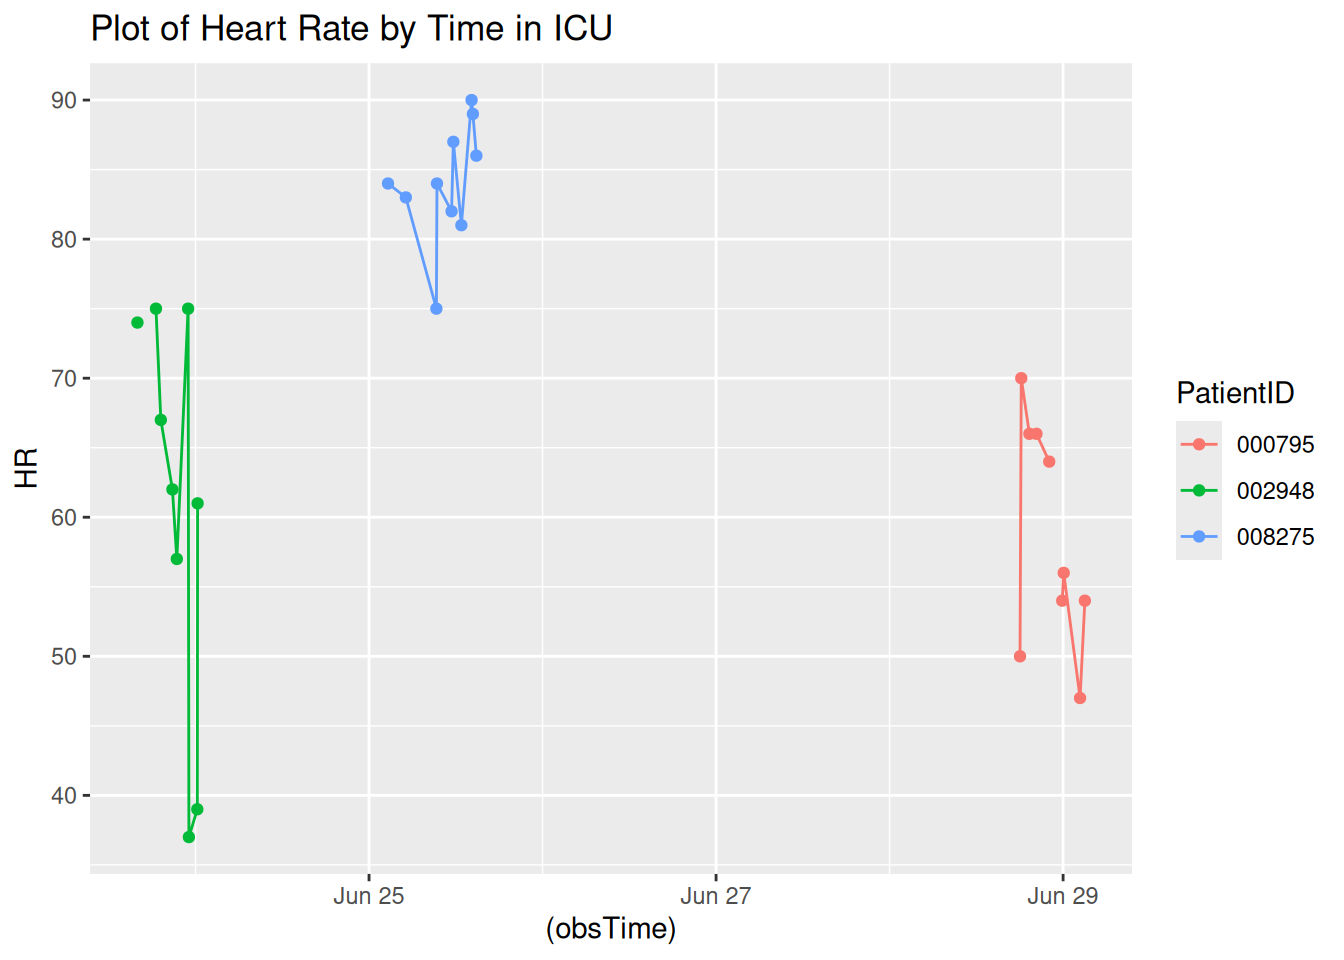 Plot of Heart Rate by Time in ICU
90
80
70
60
50
40
HR
Jun 25
Jun 27
Jun 29
(obsTime)
PatientID
000795
002948
008275